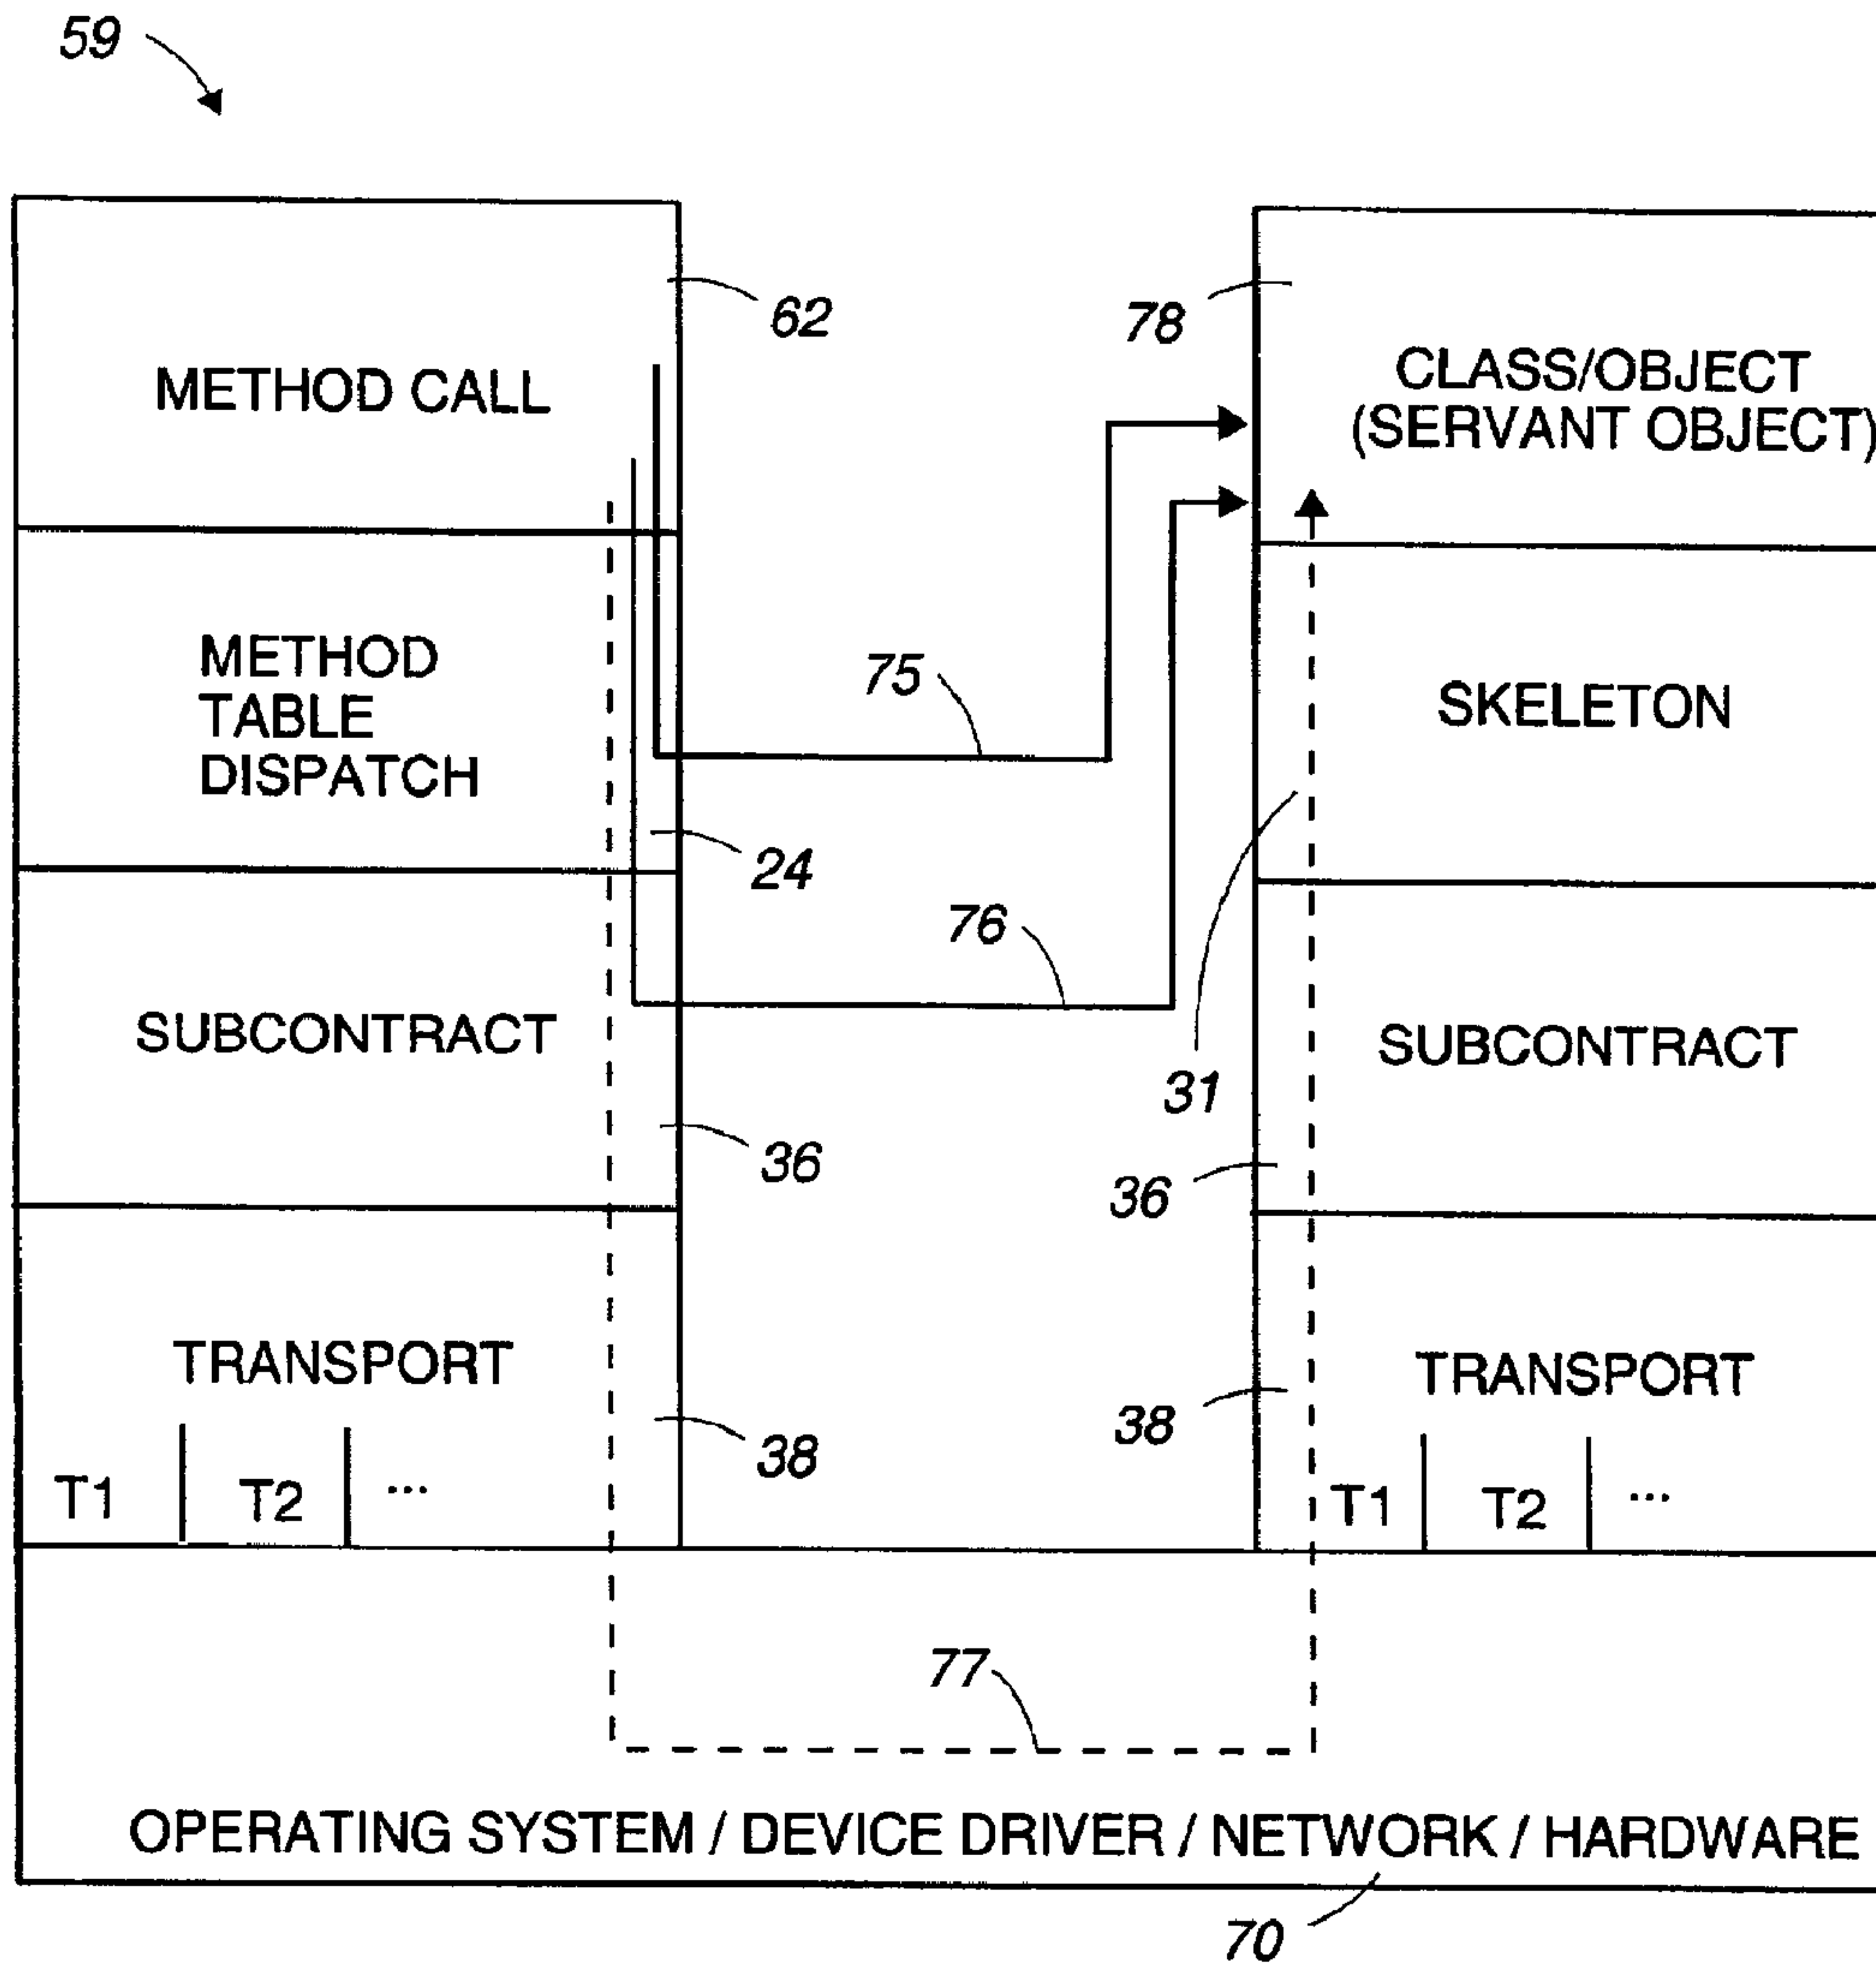 59
62
78
METHOD CALL
CLASS/OBJECT
(SERVANT OBJECT)
METHOD
TABLE
DISPATCH
75
SKELETON
24
76
SUBCONTRACT
SUBCONTRACT
31
36
36
TRANSPORT
TRANSPORT
38
38
T1
T2
...
T1
T2
...
77
OPERATING SYSTEM / DEVICE DRIVER / NETWORK / HARDWARE
70